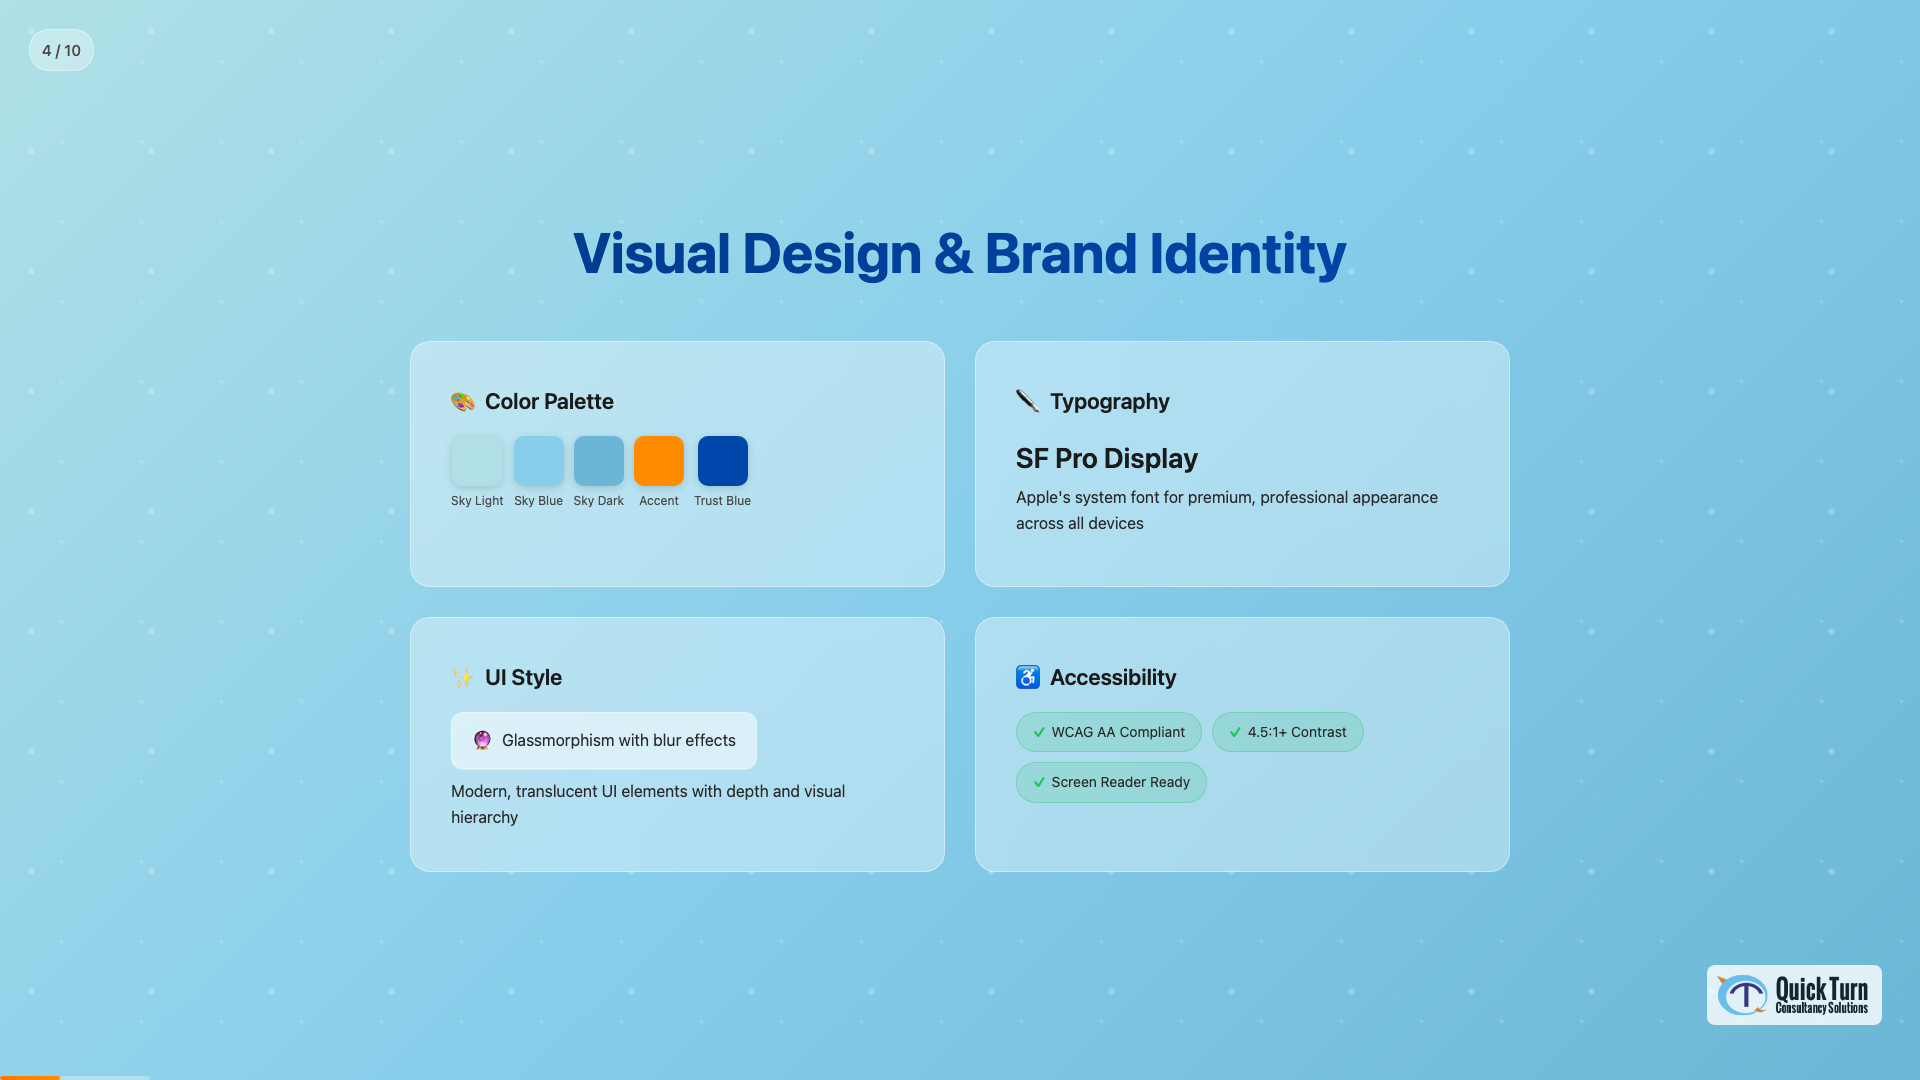 4 / 10
Visual Design & Brand Identity
🎨 Color Palette
Sky Light
Sky Blue
Sky Dark
Accent
Trust Blue
Typography
SF Pro Display
Apple's system font for premium, professional appearance
across all devices
✨ UI Style
🔮 Glassmorphism with blur effects
Modern, translucent UI elements with depth and visual
hierarchy
♿ Accessibility
✓ WCAG AA Compliant
✓ 4.5:1+ Contrast
✓ Screen Reader Ready
Quick Turn
Consultancy Solutions